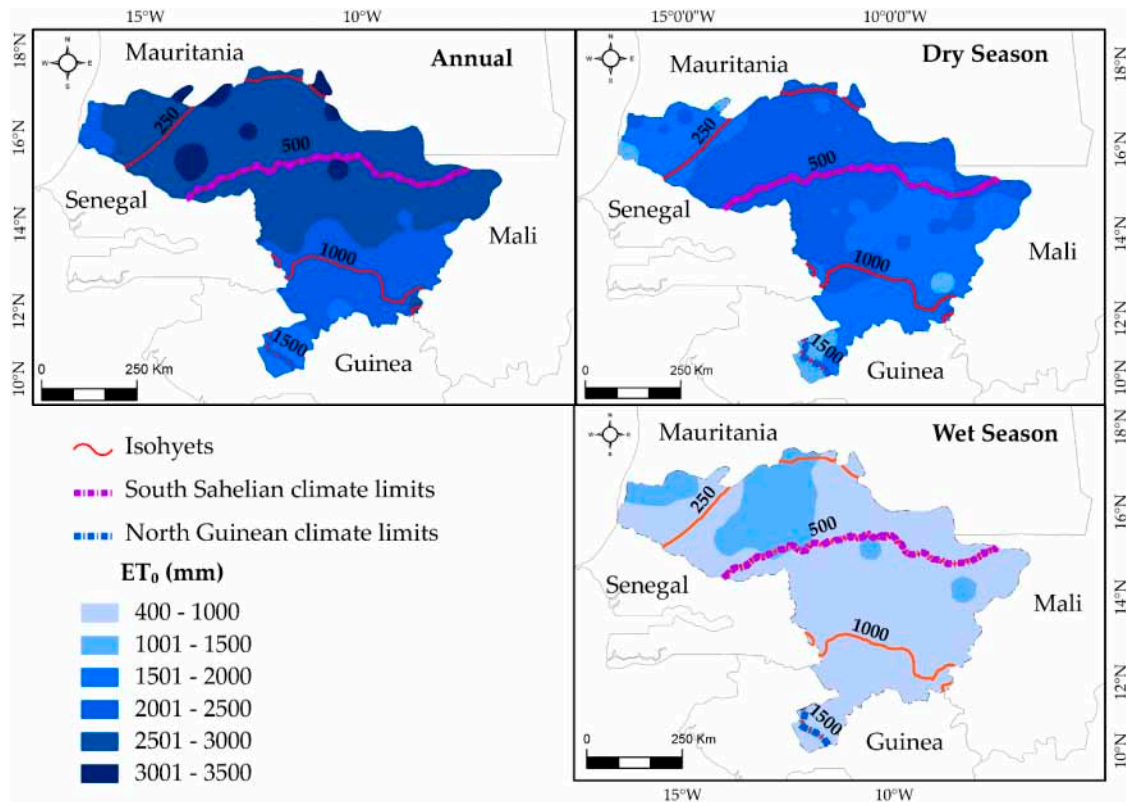 15°W 10°W 15°0'0"W 10°0'0"W
18°N 16°N 14°N 12°N 10°N
N
W E
S
Mauritania
Annual
250
500
Senegal
Mali
1000
1500
Guinea
0 250 Km
N
W E
S
Mauritania
Dry Season
18°N 16°N 14°N 12°N 10°N
250
500
Senegal
Mali
1000
1500
Guinea
0 250 Km
Isohyets
South Sahelian climate limits
North Guinean climate limits
ET₀ (mm)
400 - 1000
1001 - 1500
1501 - 2000
2001 - 2500
2501 - 3000
3001 - 3500
Mauritania
Wet Season
18°N 16°N 14°N 12°N 10°N
250
500
Senegal
Mali
1000
1500
Guinea
0 250 Km
15°W 10°W